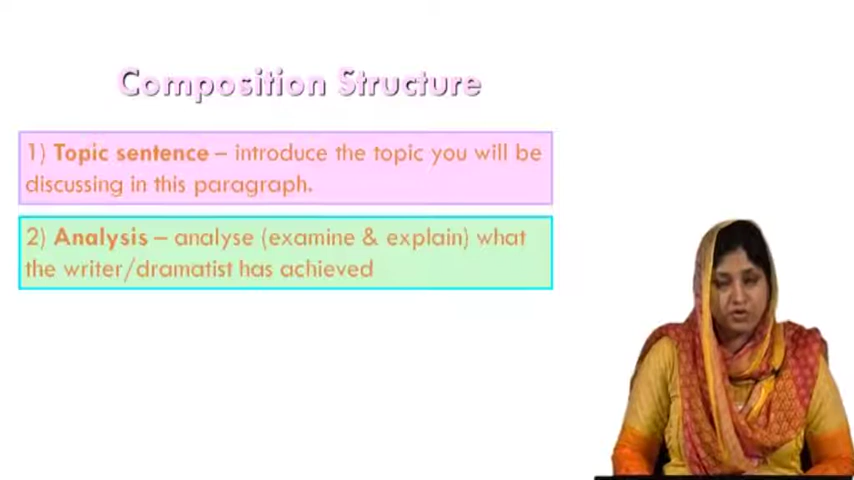 Composition Structure
1) Topic sentence – introduce the topic you will be
discussing in this paragraph.
2) Analysis – analyse (examine & explain) what
the writer/dramatist has achieved